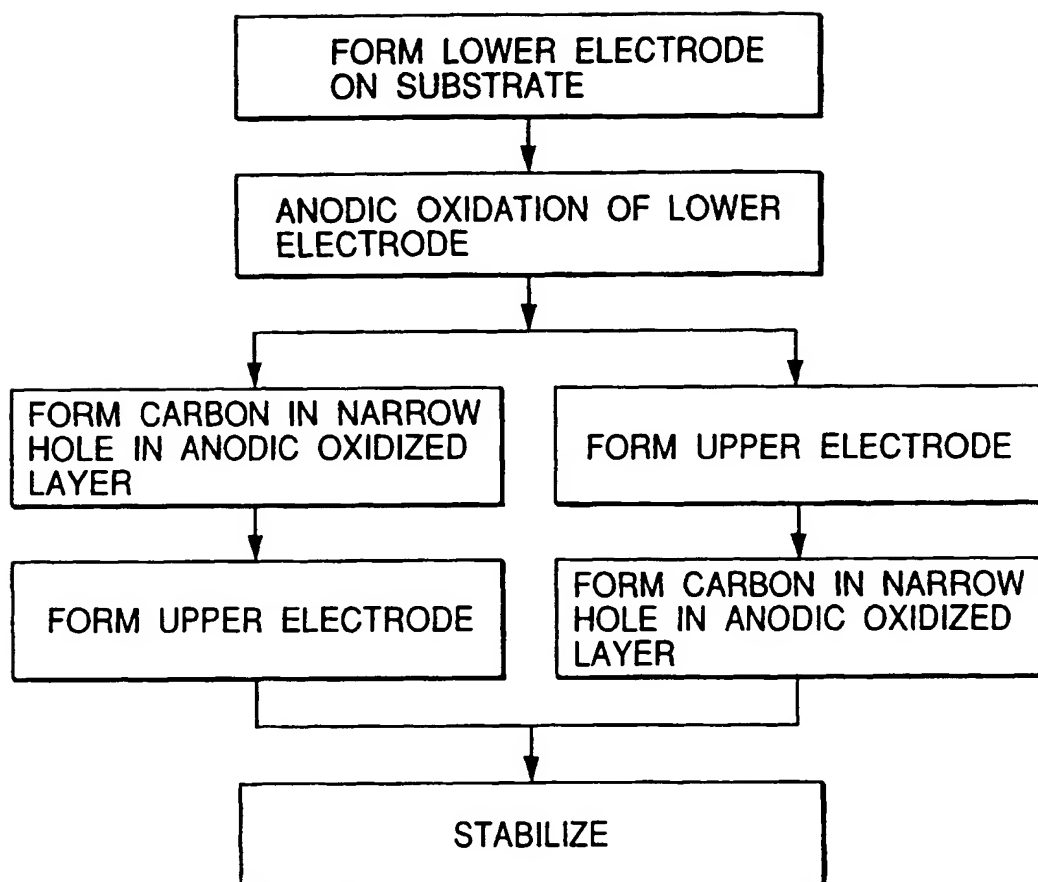 FORM LOWER ELECTRODE
ON SUBSTRATE
ANODIC OXIDATION OF LOWER
ELECTRODE
FORM CARBON IN NARROW
HOLE IN ANODIC OXIDIZED
LAYER
FORM UPPER ELECTRODE
FORM UPPER ELECTRODE
FORM CARBON IN NARROW
HOLE IN ANODIC OXIDIZED
LAYER
STABILIZE